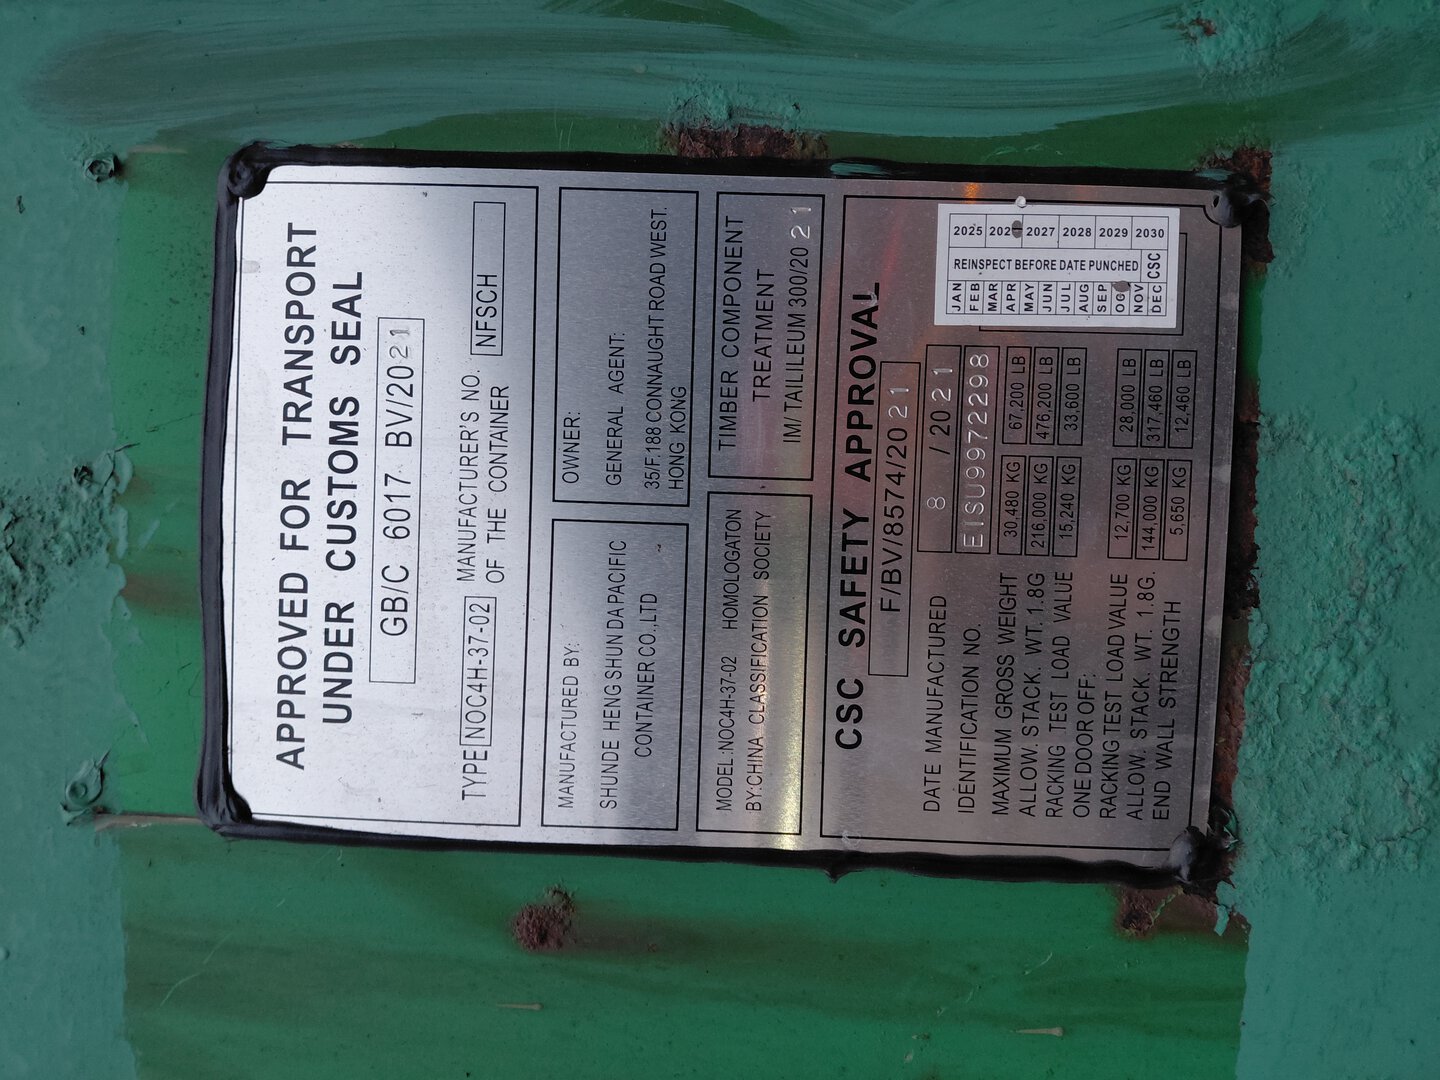 APPROVED FOR TRANSPORT
UNDER CUSTOMS SEAL
GB/C 6017 BV/2021
TYPE NOC4H-37-02 MANUFACTURER'S NO. NFSCH
OF THE CONTAINER
MANUFACTURED BY:
SHUNDE HENG SHUN DA PACIFIC
CONTAINER CO.,LTD
OWNER:
GENERAL AGENT:
35/F.188 CONNAUGHT ROAD WEST.
HONG KONG
MODEL:NOC4H-37-02 HOMOLOGATON
BY:CHINA CLASSIFICATION SOCIETY
TIMBER COMPONENT
TREATMENT
IM/ TAILILEUM 300/20 21
CSC SAFETY APPROVAL
F/BV/8574/20 21
DATE MANUFACTURED 8 /20 21
IDENTIFICATION NO. EISU9972298
MAXIMUM GROSS WEIGHT 30,480 KG 67,200 LB
ALLOW. STACK. WT. 1.8G 216,000 KG 476,200 LB
RACKING TEST LOAD VALUE 15,240 KG 33,600 LB
ONE DOOR OFF:
RACKING TEST LOAD VALUE 12,700 KG 28,000 LB
ALLOW. STACK. WT. 1.8G. 144,000 KG 317,460 LB
END WALL STRENGTH 5,650 KG 12,460 LB
2025 202 2027 2028 2029 2030
REINSPECT BEFORE DATE PUNCHED CSC
JAN FEB MAR APR MAY JUN JUL AUG SEP NOV DEC